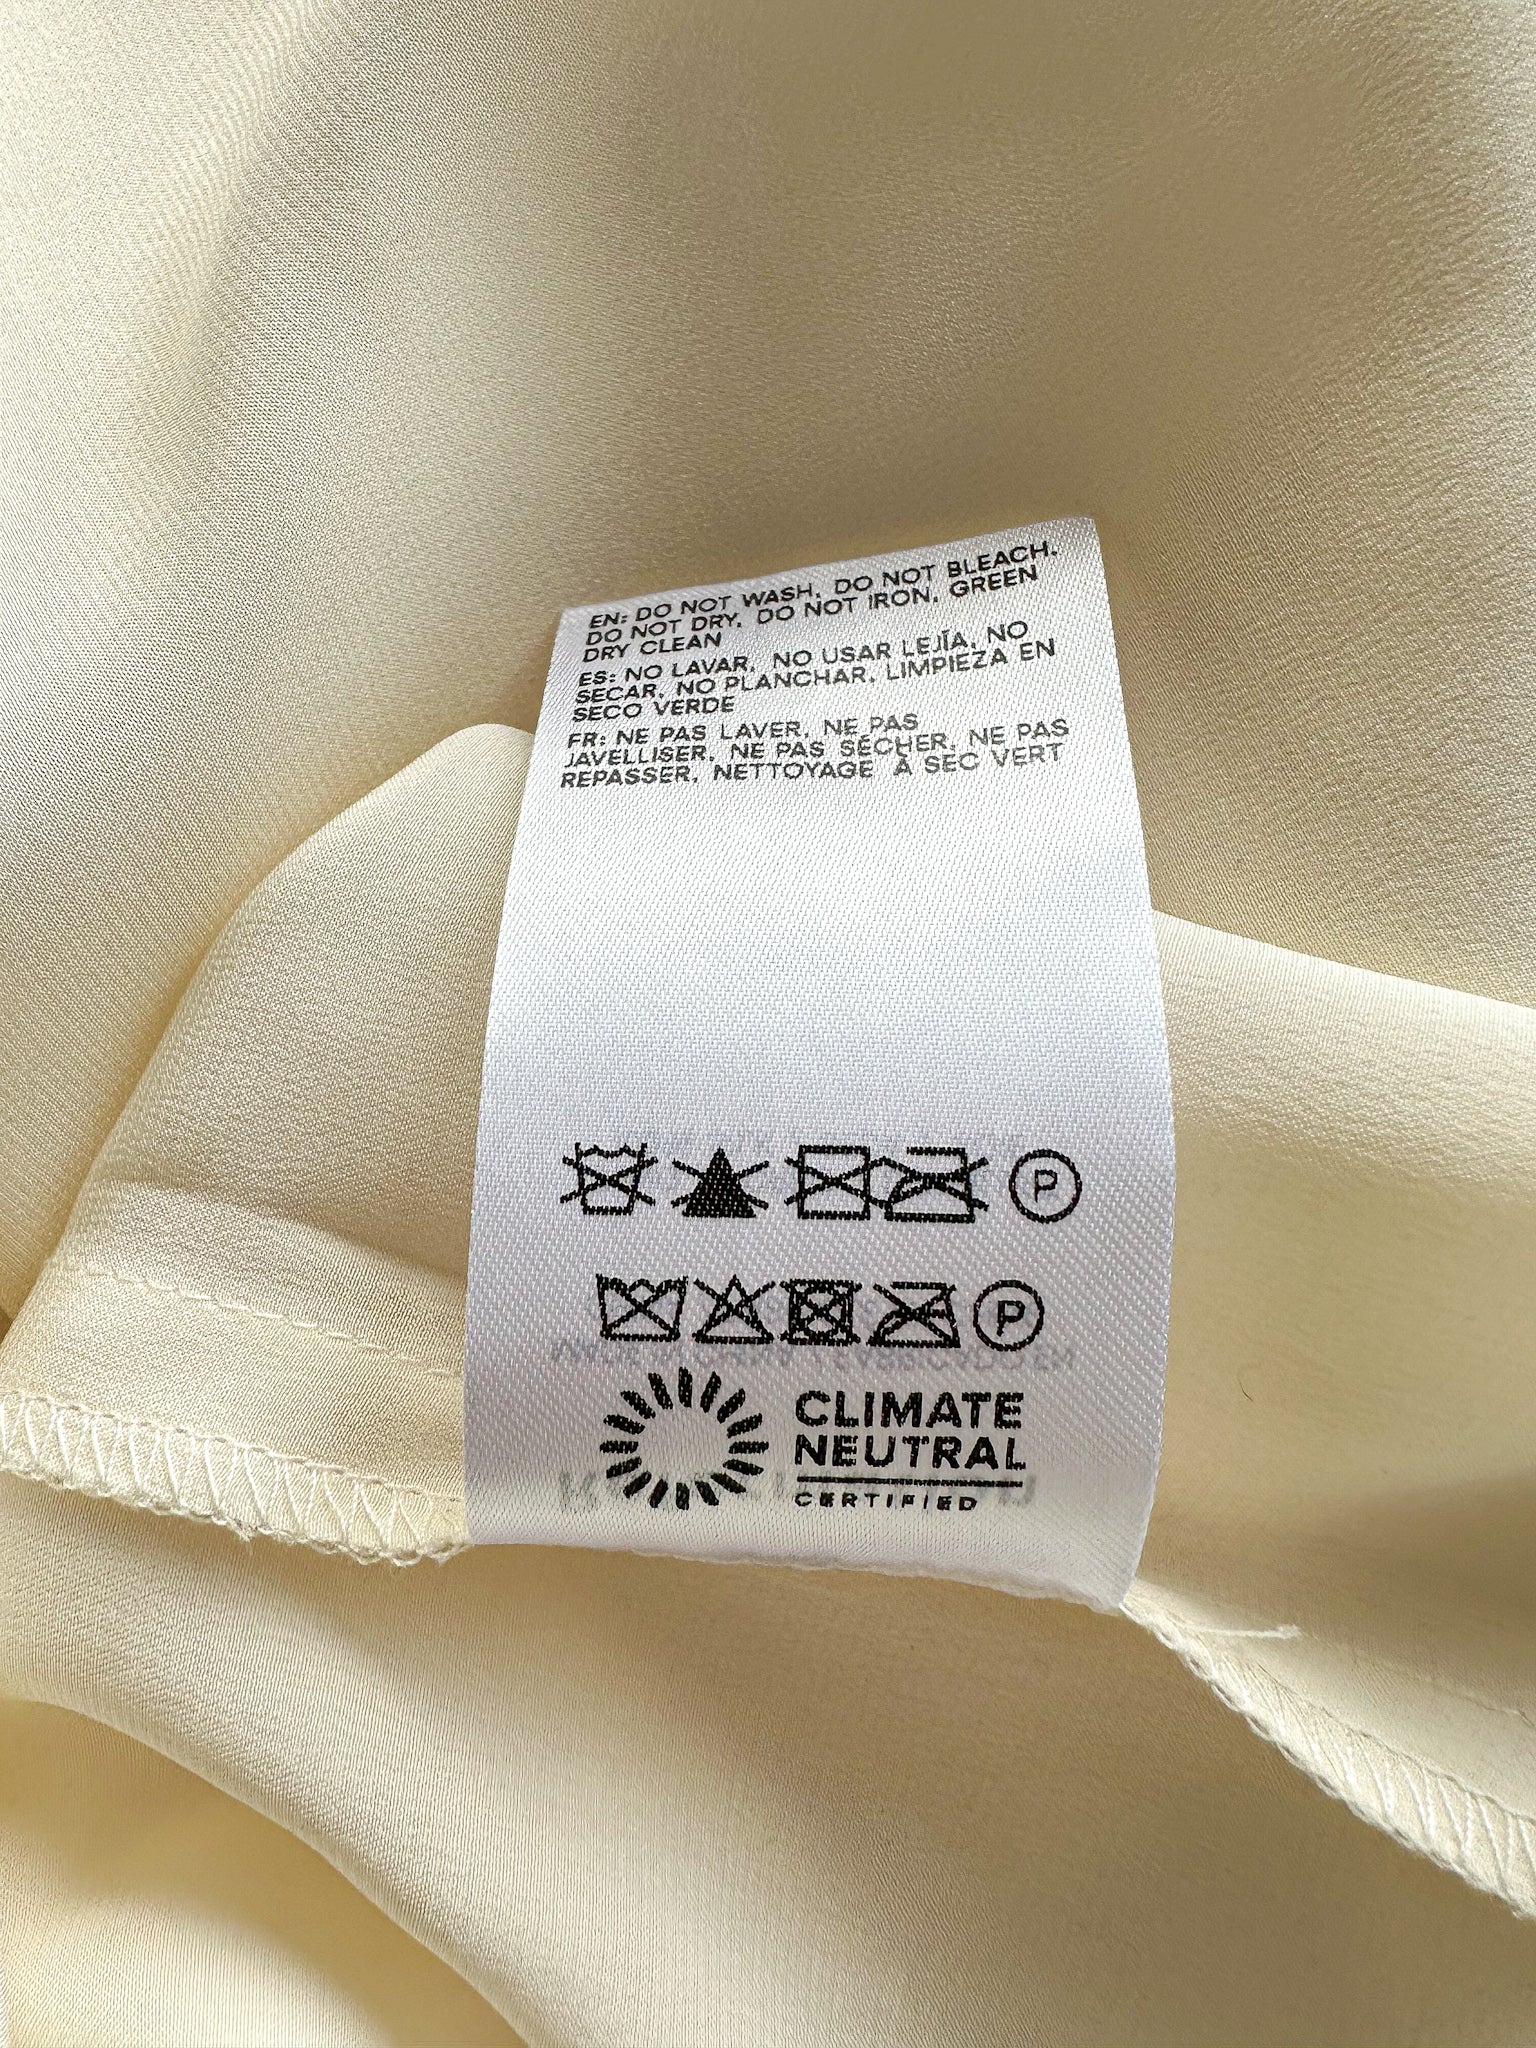 EN: DO NOT WASH, DO NOT BLEACH,
DO NOT DRY, DO NOT IRON, GREEN
DRY CLEAN
ES: NO LAVAR, NO USAR LEJÍA, NO
SECAR, NO PLANCHAR, LIMPIEZA EN
SECO VERDE
FR: NE PAS LAVER, NE PAS
JAVELLISER, NE PAS SÉCHER, NE PAS
REPASSER, NETTOYAGE À SEC VERT
P
P
CLIMATE
NEUTRAL
CERTIFIED